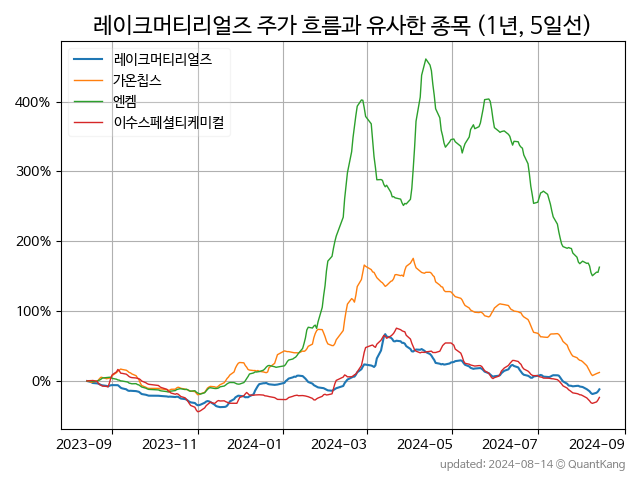 레이크머티리얼즈 주가 흐름과 유사한 종목 (1년, 5일선)
레이크머티리얼즈
가온칩스
엔켐
이수스페셜티케미컬
400%
300%
200%
100%
0%
2023-09 2023-11 2024-01 2024-03 2024-05 2024-07 2024-09
updated: 2024-08-14 © QuantKang